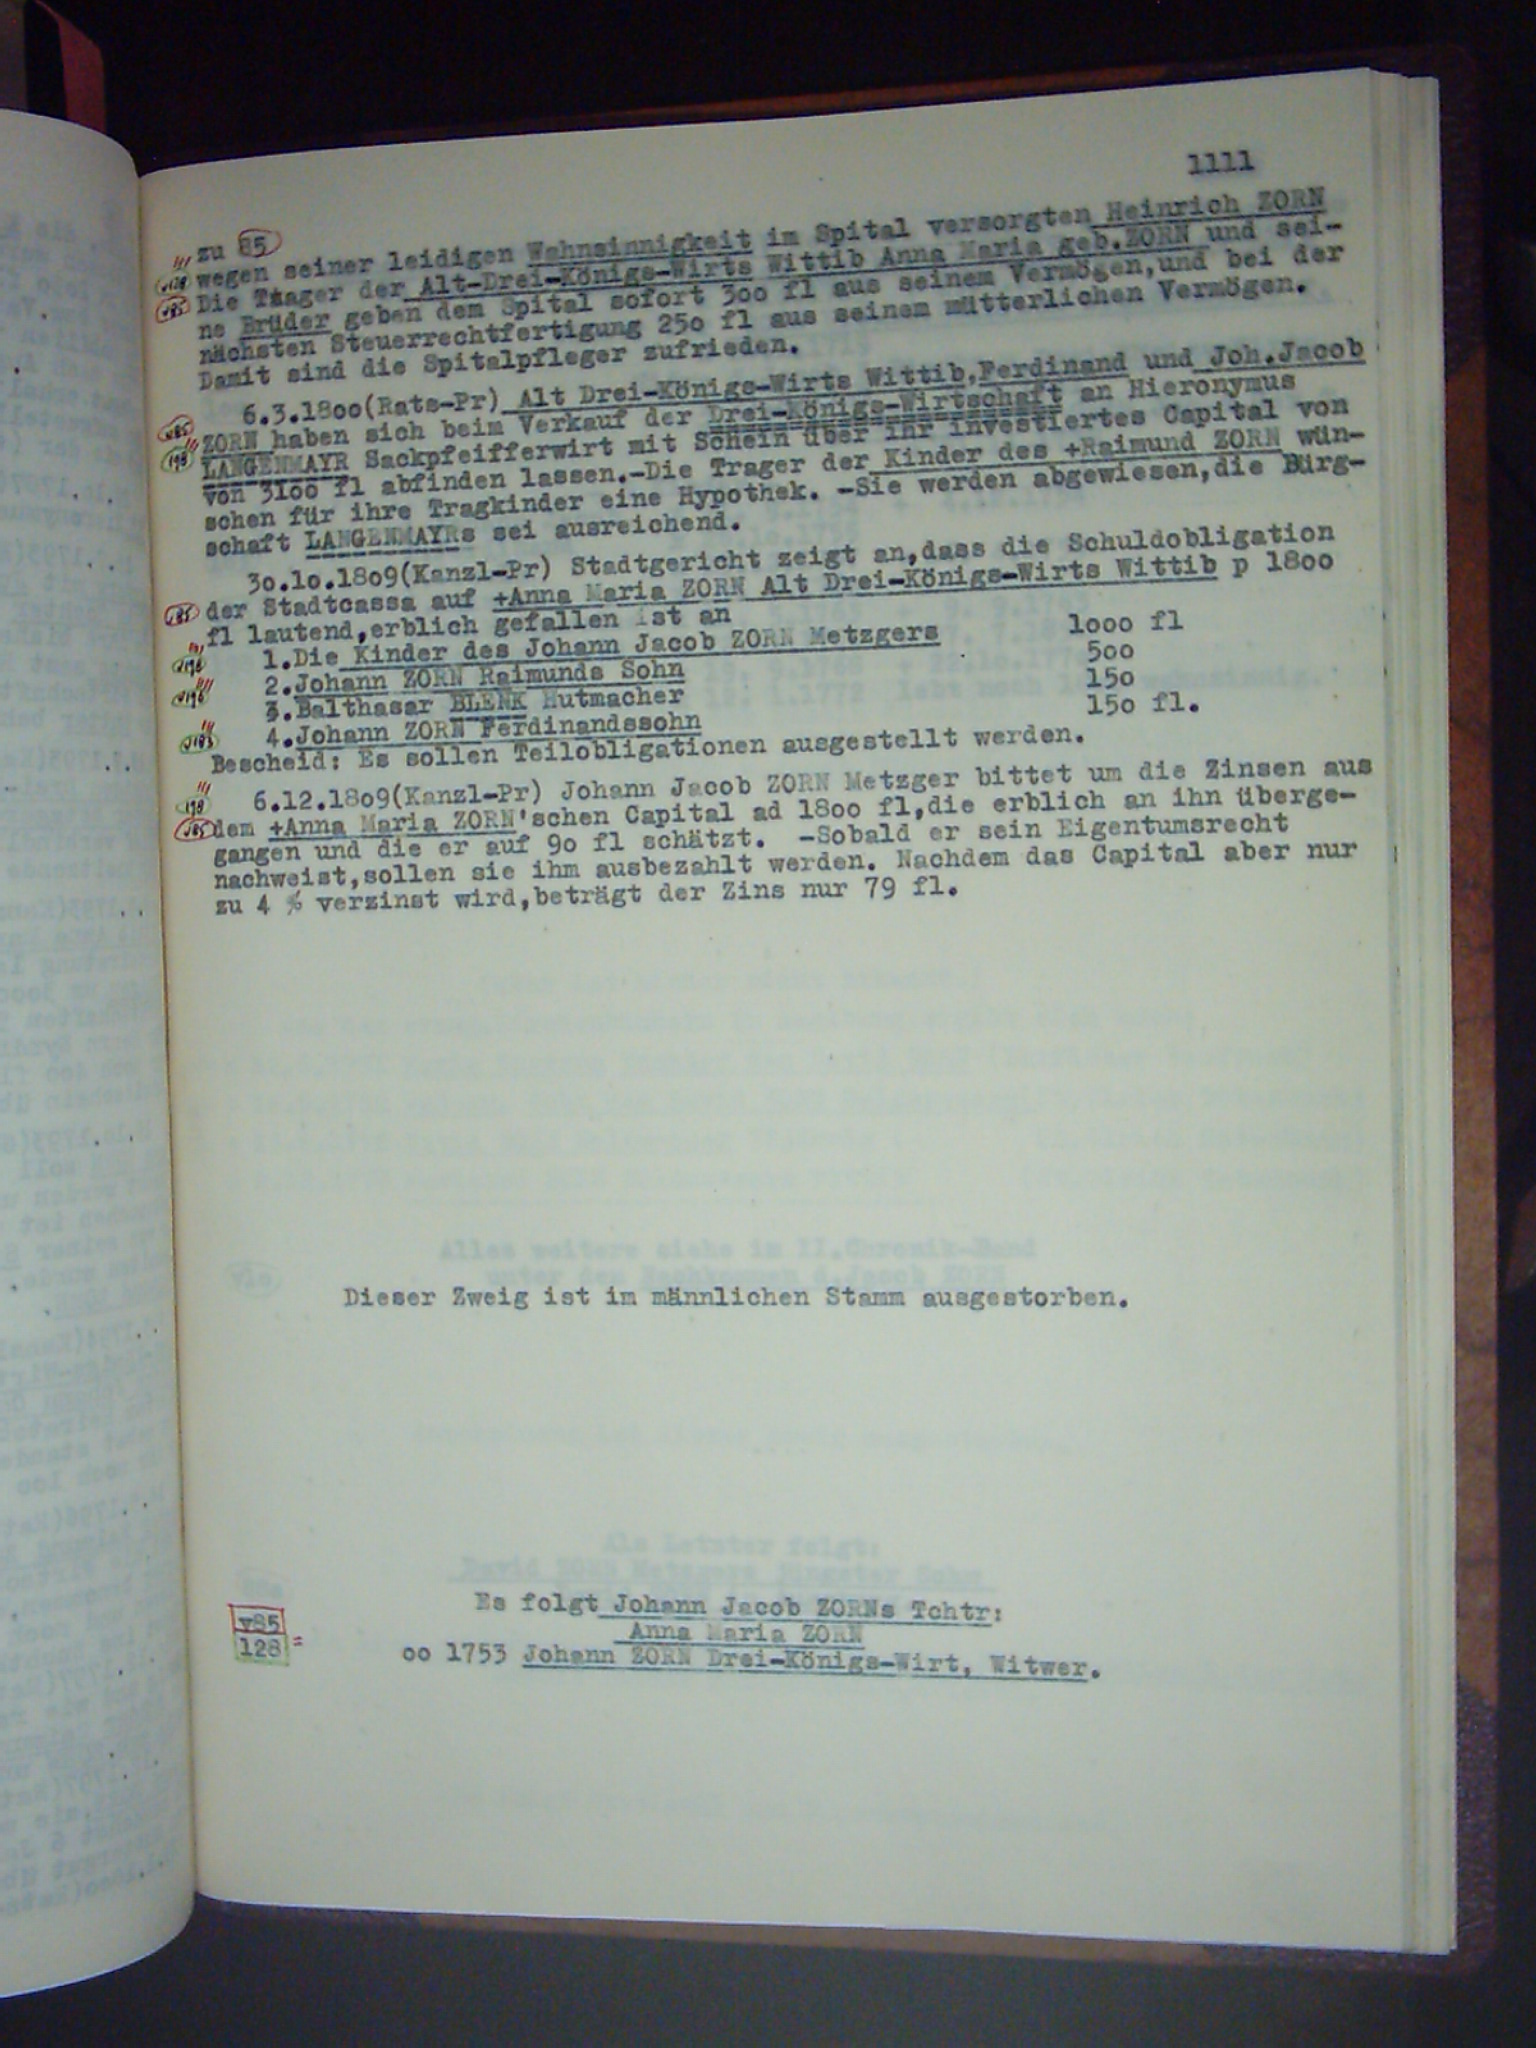 1111
zu 85
wegen seiner leidigen Wahnsinnigkeit im Spital versorgten Heinrich ZORN
v128 Die Trager der Alt-Drei-Königs-Wirts Wittib Anna Maria geb.ZORN und sei-
v85 ne Brüder geben dem Spital sofort 300 fl aus seinem Vermögen,und bei der
nächsten Steuerrechtfertigung 250 fl aus seinem mütterlichen Vermögen.
Damit sind die Spitalpfleger zufrieden.
6.3.1800(Rats-Pr) Alt Drei-Königs-Wirts Wittib,Ferdinand und Joh.Jacob
v85 ZORN haben sich beim Verkauf der Drei-Königs-Wirtschaft an Hieronymus
198 LANGENMAYR Sackpfeifferwirt mit Schein über ihr investiertes Capital von
von 3100 fl abfinden lassen.-Die Trager der Kinder des +Raimund ZORN wün-
schen für ihre Tragkinder eine Hypothek. -Sie werden abgewiesen,die Bürg-
schaft LANGENMAYRs sei ausreichend.
30.10.1809(Kanzl-Pr) Stadtgericht zeigt an,dass die Schuldobligation
v85 der Stadtcassa auf +Anna Maria ZORN Alt Drei-Königs-Wirts Wittib p 1800
fl lautend,erblich gefallen ist an
1.Die Kinder des Johann Jacob ZORN Metzgers 1000 fl
2.Johann ZORN Raimunds Sohn 500
3.Balthasar BLENK Hutmacher 150
4.Johann ZORN Ferdinandssohn 150 fl.
Bescheid: Es sollen Teilobligationen ausgestellt werden.
6.12.1809(Kanzl-Pr) Johann Jacob ZORN Metzger bittet um die Zinsen aus
198
v85 dem +Anna Maria ZORN'schen Capital ad 1800 fl,die erblich an ihn überge-
gangen und die er auf 90 fl schätzt. -Sobald er sein Eigentumsrecht
nachweist,sollen sie ihm ausbezahlt werden. Nachdem das Capital aber nur
zu 4 % verzinst wird,beträgt der Zins nur 79 fl.
Dieser Zweig ist im männlichen Stamm ausgestorben.
Es folgt Johann Jacob ZORNs Tchtr:
v85 Anna Maria ZORN
128 = oo 1753 Johann ZORN Drei-Königs-Wirt, Witwer.